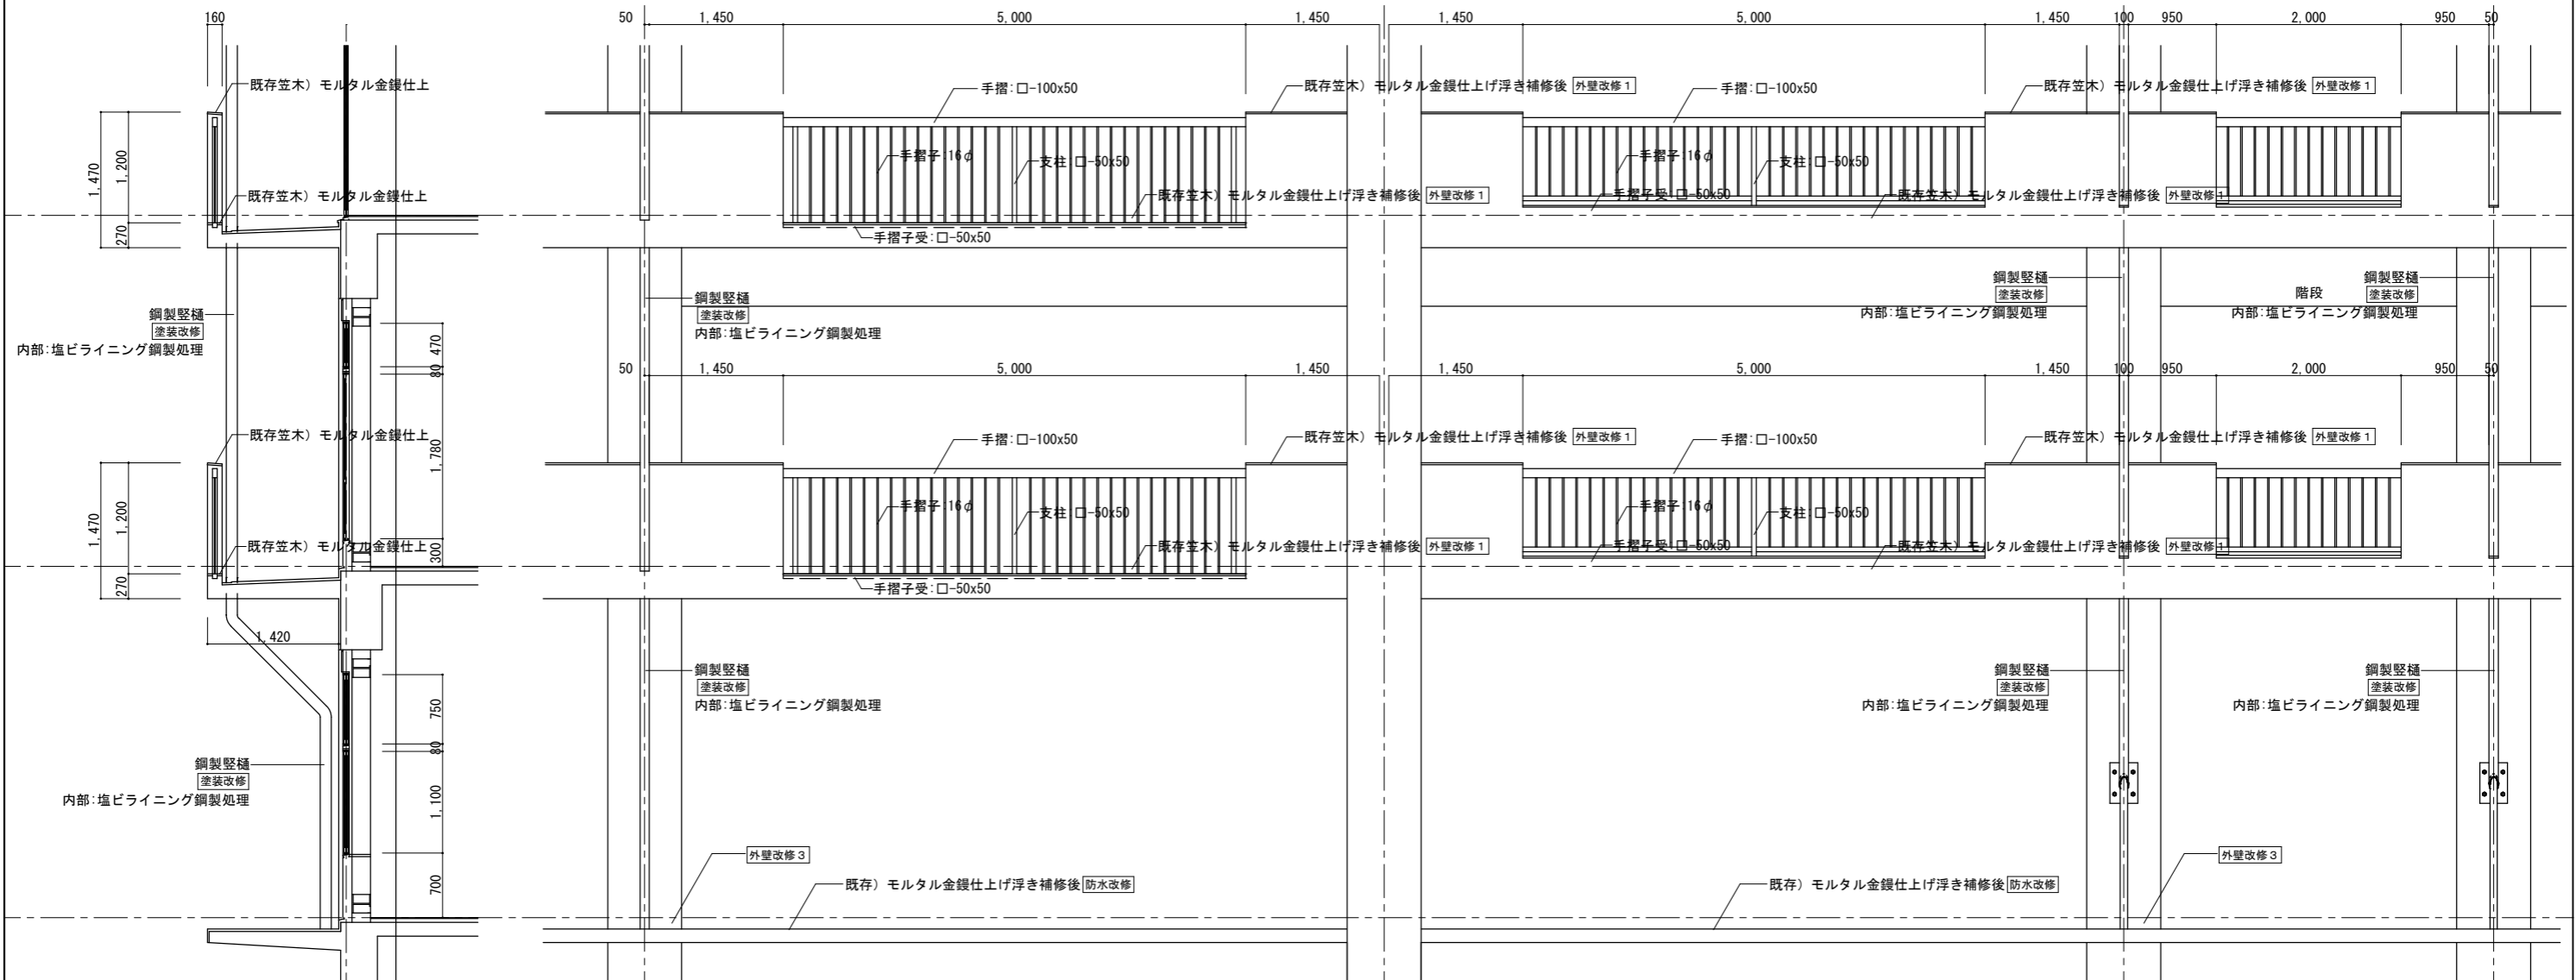 160
50
1,450
5,000
1,450
1,450
5,000
1,450
100
950
2,000
950
50
既存笠木）モルタル金鏝仕上
手摺:□-100x50
既存笠木）モルタル金鏝仕上げ浮き補修後 外壁改修1
手摺:□-100x50
既存笠木）モルタル金鏝仕上げ浮き補修後 外壁改修1
1,470
1,200
270
手摺子:16φ
支柱:□-50x50
手摺子:16φ
支柱:□-50x50
既存笠木）モルタル金鏝仕上
既存笠木）モルタル金鏝仕上げ浮き補修後 外壁改修1
手摺子受:□-50x50
既存笠木）モルタル金鏝仕上げ浮き補修後 外壁改修1
手摺子受:□-50x50
鋼製竪樋
塗装改修
内部:塩ビライニング鋼製処理
鋼製竪樋
塗装改修
内部:塩ビライニング鋼製処理
鋼製竪樋
塗装改修
内部:塩ビライニング鋼製処理
階段
鋼製竪樋
塗装改修
内部:塩ビライニング鋼製処理
470
80
1,780
300
50
1,450
5,000
1,450
1,450
5,000
1,450
100
950
2,000
950
50
既存笠木）モルタル金鏝仕上
手摺:□-100x50
既存笠木）モルタル金鏝仕上げ浮き補修後 外壁改修1
手摺:□-100x50
既存笠木）モルタル金鏝仕上げ浮き補修後 外壁改修1
1,470
1,200
270
手摺子:16φ
支柱:□-50x50
手摺子:16φ
支柱:□-50x50
既存笠木）モルタル金鏝仕上
既存笠木）モルタル金鏝仕上げ浮き補修後 外壁改修1
手摺子受:□-50x50
既存笠木）モルタル金鏝仕上げ浮き補修後 外壁改修1
手摺子受:□-50x50
1,420
鋼製竪樋
塗装改修
内部:塩ビライニング鋼製処理
鋼製竪樋
塗装改修
内部:塩ビライニング鋼製処理
鋼製竪樋
塗装改修
内部:塩ビライニング鋼製処理
750
80
1,100
700
鋼製竪樋
塗装改修
内部:塩ビライニング鋼製処理
外壁改修3
外壁改修3
既存）モルタル金鏝仕上げ浮き補修後 防水改修
既存）モルタル金鏝仕上げ浮き補修後 防水改修